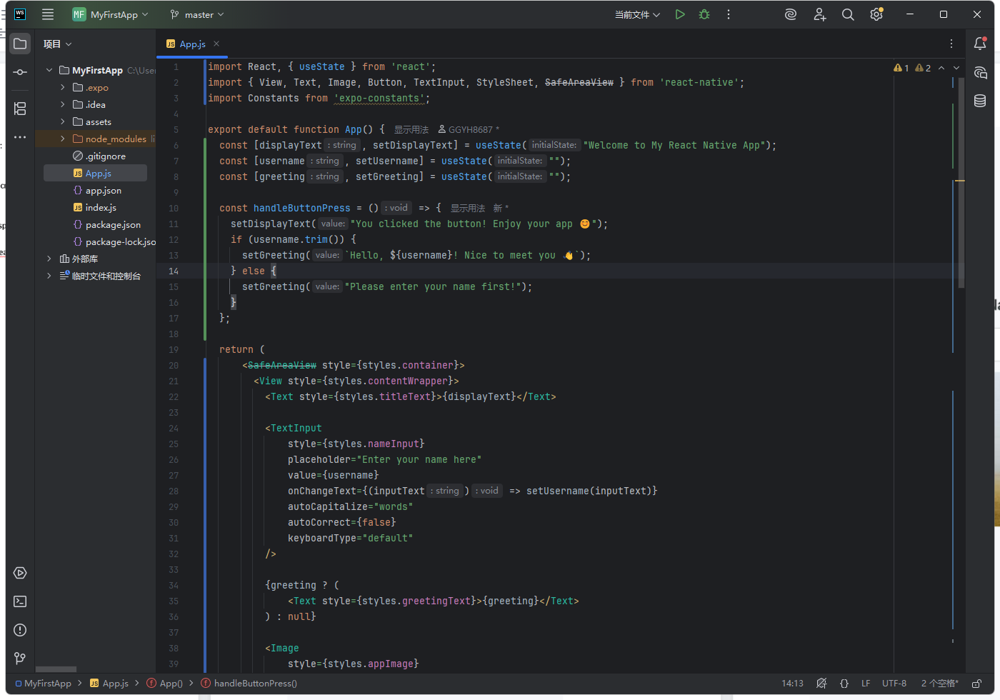 WS
MF MyFirstApp
master
当前文件
项目
App.js
MyFirstApp C:\User
.expo
.idea
assets
node_modules li
.gitignore
App.js
app.json
index.js
package.json
package-lock.jso
外部库
临时文件和控制台
1 2
1 import React, { useState } from 'react';
2 import { View, Text, Image, Button, TextInput, StyleSheet, SafeAreaView } from 'react-native';
3 import Constants from 'expo-constants';
4
5 export default function App() { 显示用法 GGYH8687 *
6 const [displayText : string , setDisplayText] = useState( initialState: "Welcome to My React Native App");
7 const [username : string , setUsername] = useState( initialState: "");
8 const [greeting : string , setGreeting] = useState( initialState: "");
9
10 const handleButtonPress = () : void => { 显示用法 新 *
11 setDisplayText( value: "You clicked the button! Enjoy your app 😊");
12 if (username.trim()) {
13 setGreeting( value: `Hello, ${username}! Nice to meet you 👋`);
14 } else {
15 setGreeting( value: "Please enter your name first!");
16 }
17 };
18
19 return (
20 <SafeAreaView style={styles.container}>
21 <View style={styles.contentWrapper}>
22 <Text style={styles.titleText}>{displayText}</Text>
23
24 <TextInput
25 style={styles.nameInput}
26 placeholder="Enter your name here"
27 value={username}
28 onChangeText={(inputText : string ) : void => setUsername(inputText)}
29 autoCapitalize="words"
30 autoCorrect={false}
31 keyboardType="default"
32 />
33
34 {greeting ? (
35 <Text style={styles.greetingText}>{greeting}</Text>
36 ) : null}
37
38 <Image
39 style={styles.appImage}
MyFirstApp > App.js > App() > handleButtonPress()
14:13 {} LF UTF-8 2 个空格*